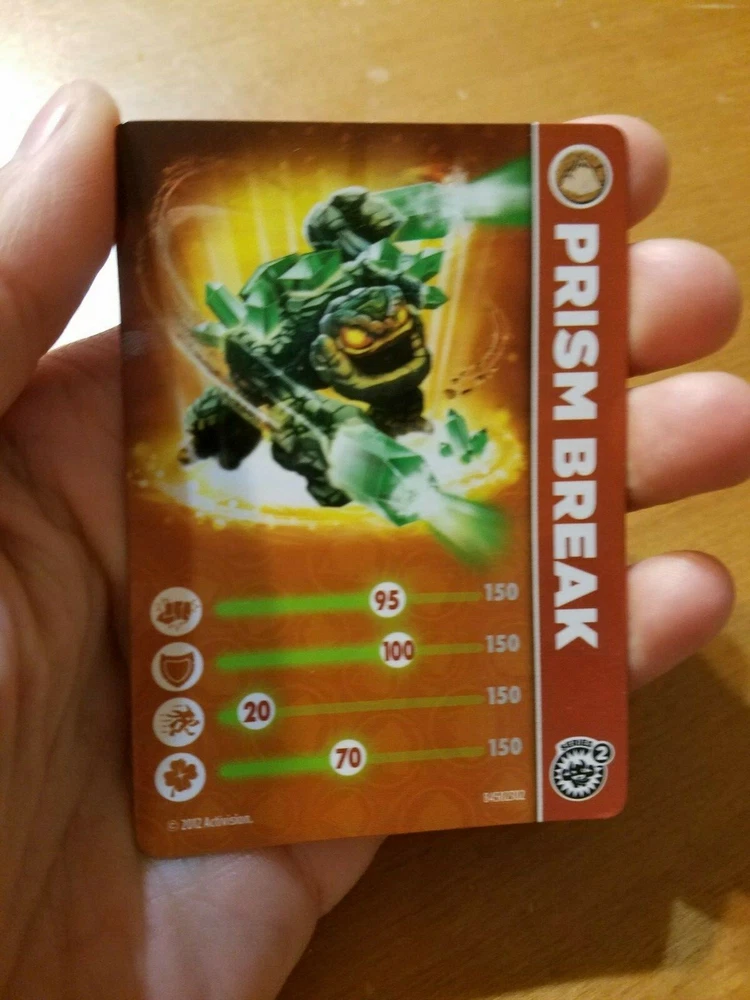 PRISM BREAK
95 150
100 150
20 150
70 150
SERIES 2
© 2012 Activision.